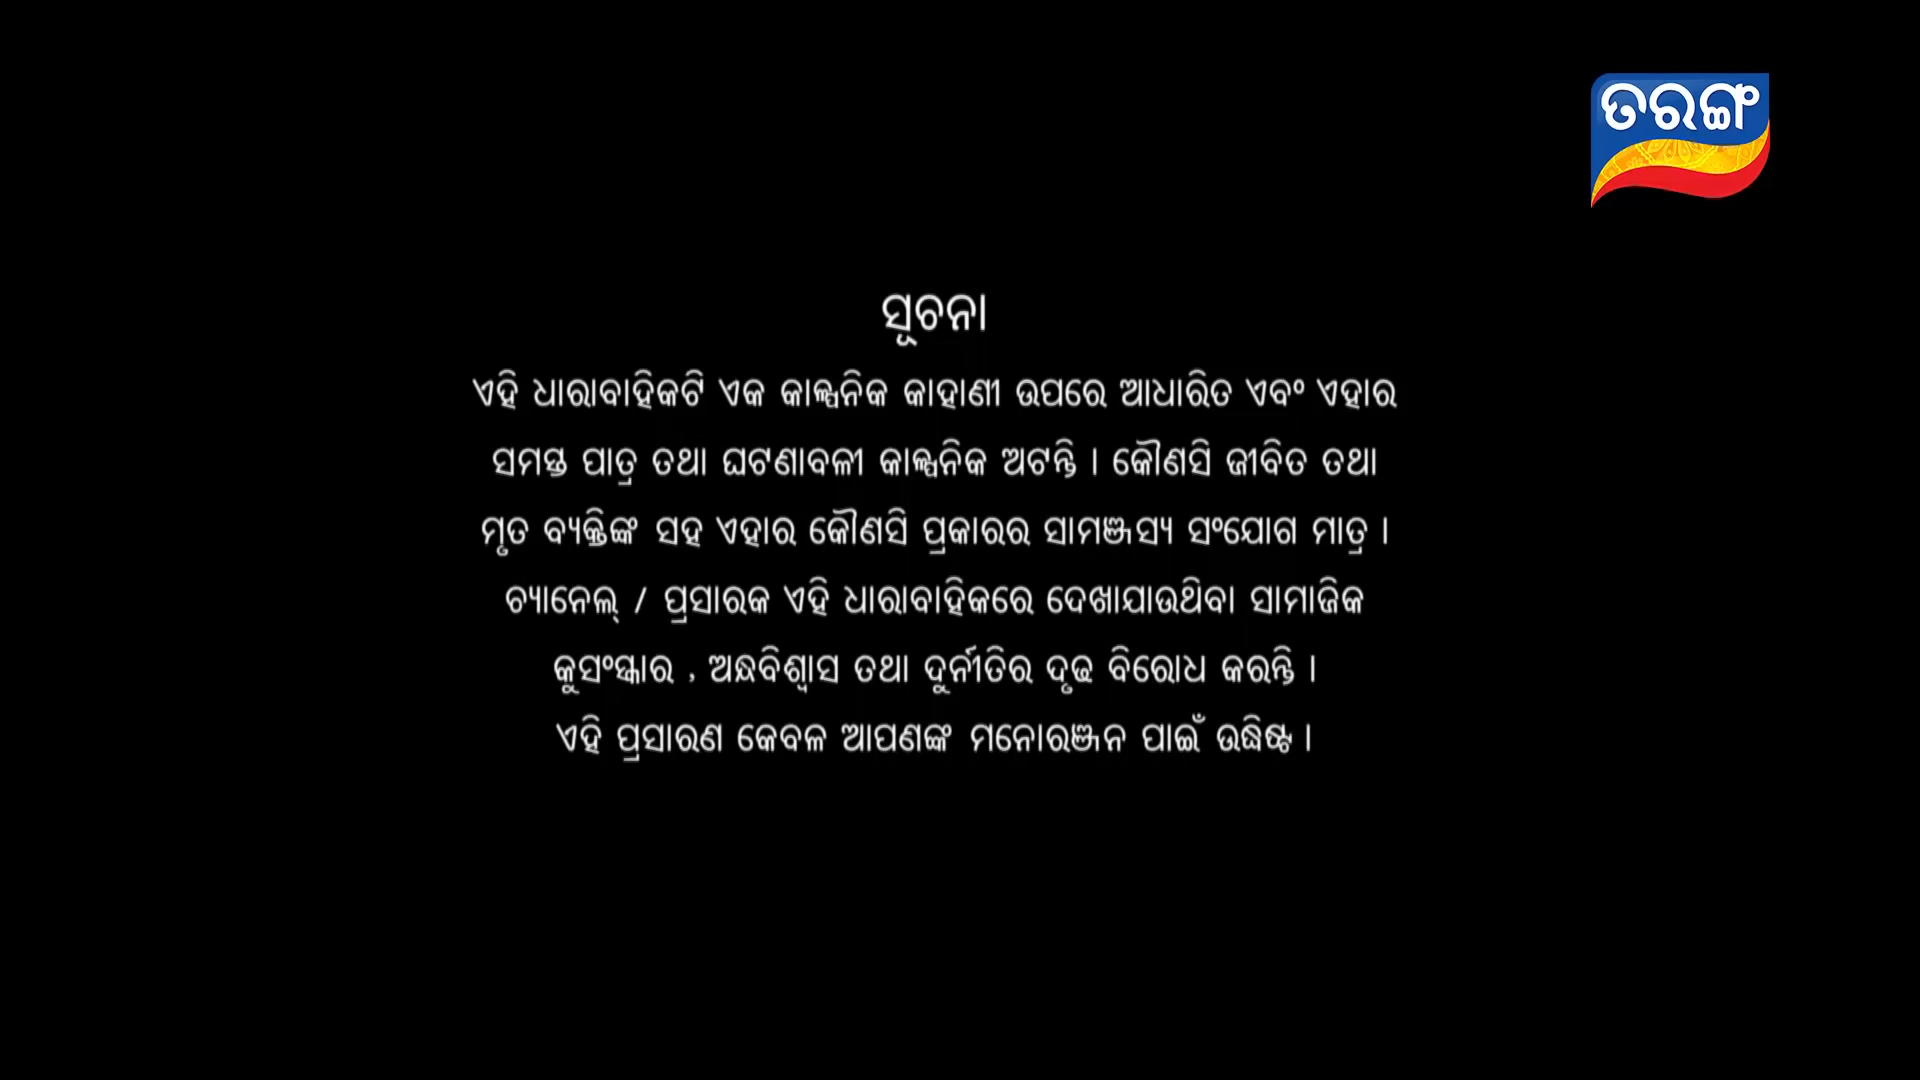 ତରଙ୍ଗ
ସୂଚନା
ଏହି ଧାରାବାହିକଟି ଏକ କାଳ୍ପନିକ କାହାଣୀ ଉପରେ ଆଧାରିତ ଏବଂ ଏହାର
ସମସ୍ତ ପାତ୍ର ତଥା ଘଟଣାବଳୀ କାଳ୍ପନିକ ଅଟନ୍ତି । କୌଣସି ଜୀବିତ ତଥା
ମୃତ ବ୍ୟକ୍ତିଙ୍କ ସହ ଏହାର କୌଣସି ପ୍ରକାରର ସାମଞ୍ଜସ୍ୟ ସଂଯୋଗ ମାତ୍ର ।
ଚ୍ୟାନେଲ୍ / ପ୍ରସାରକ ଏହି ଧାରାବାହିକରେ ଦେଖାଯାଉଥିବା ସାମାଜିକ
କୁସଂସ୍କାର , ଅନ୍ଧବିଶ୍ୱାସ ତଥା ଦୁର୍ନୀତିର ଦୃଢ ବିରୋଧ କରନ୍ତି ।
ଏହି ପ୍ରସାରଣ କେବଳ ଆପଣଙ୍କ ମନୋରଞ୍ଜନ ପାଇଁ ଉଦ୍ଧିଷ୍ଟ ।